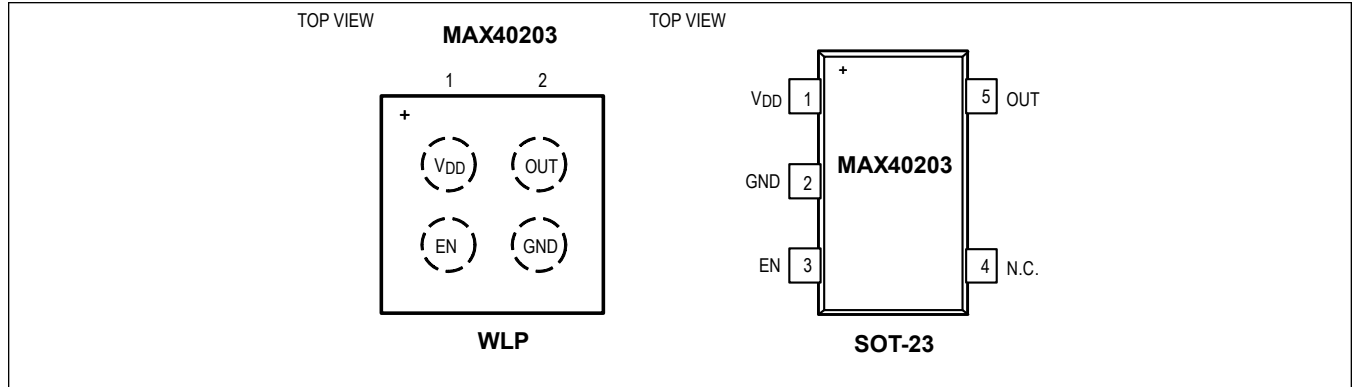 TOP VIEW
MAX40203
1 2
+
VDD OUT
EN GND
WLP
TOP VIEW
+
VDD 1
5 OUT
MAX40203
GND 2
EN 3
4 N.C.
SOT-23